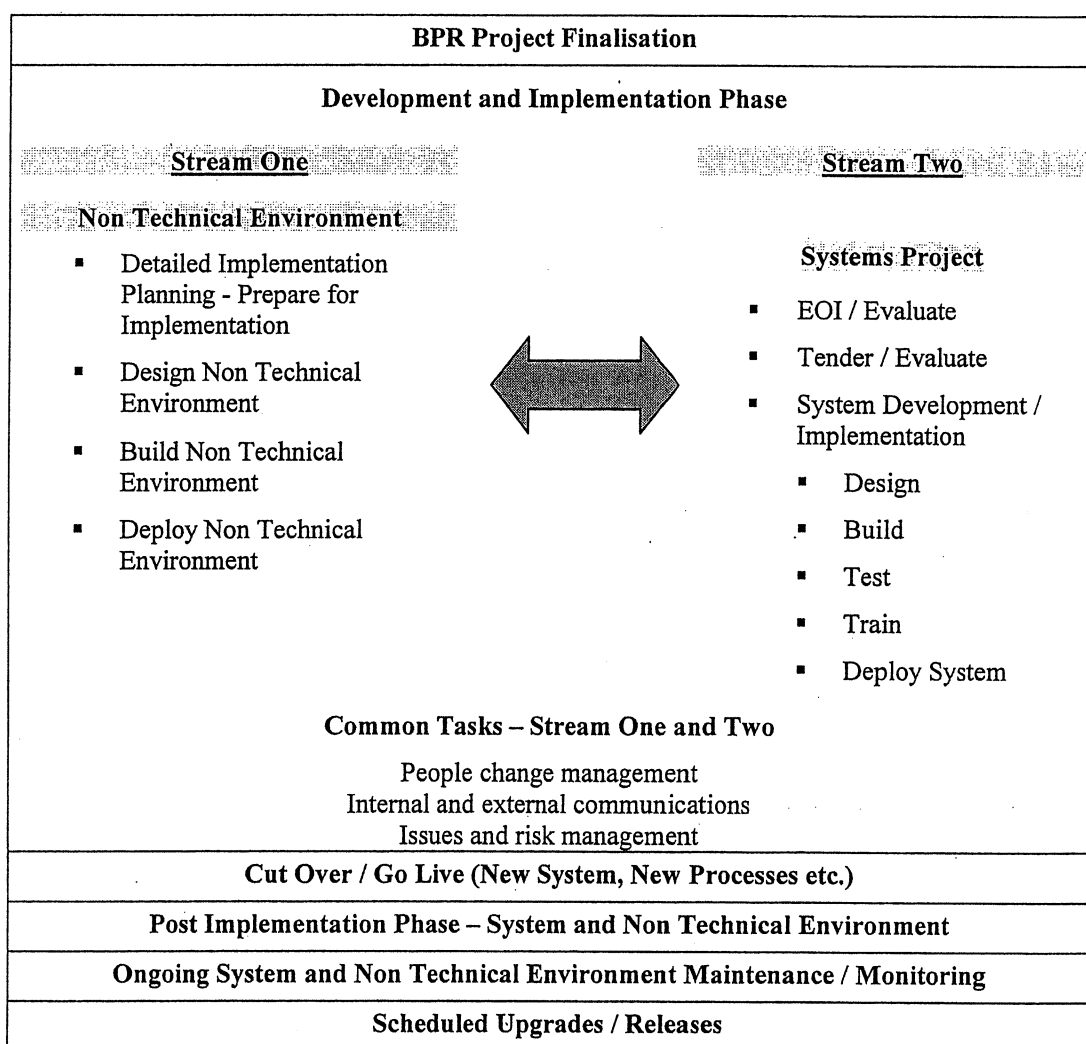 BPR Project Finalisation
Development and Implementation Phase
Stream One
Non Technical Environment
▪ Detailed Implementation
Planning - Prepare for
Implementation
▪ Design Non Technical
Environment
▪ Build Non Technical
Environment
▪ Deploy Non Technical
Environment
Stream Two
Systems Project
▪ EOI / Evaluate
▪ Tender / Evaluate
▪ System Development /
Implementation
▪ Design
▪ Build
▪ Test
▪ Train
▪ Deploy System
Common Tasks – Stream One and Two
People change management
Internal and external communications
Issues and risk management
Cut Over / Go Live (New System, New Processes etc.)
Post Implementation Phase – System and Non Technical Environment
Ongoing System and Non Technical Environment Maintenance / Monitoring
Scheduled Upgrades / Releases